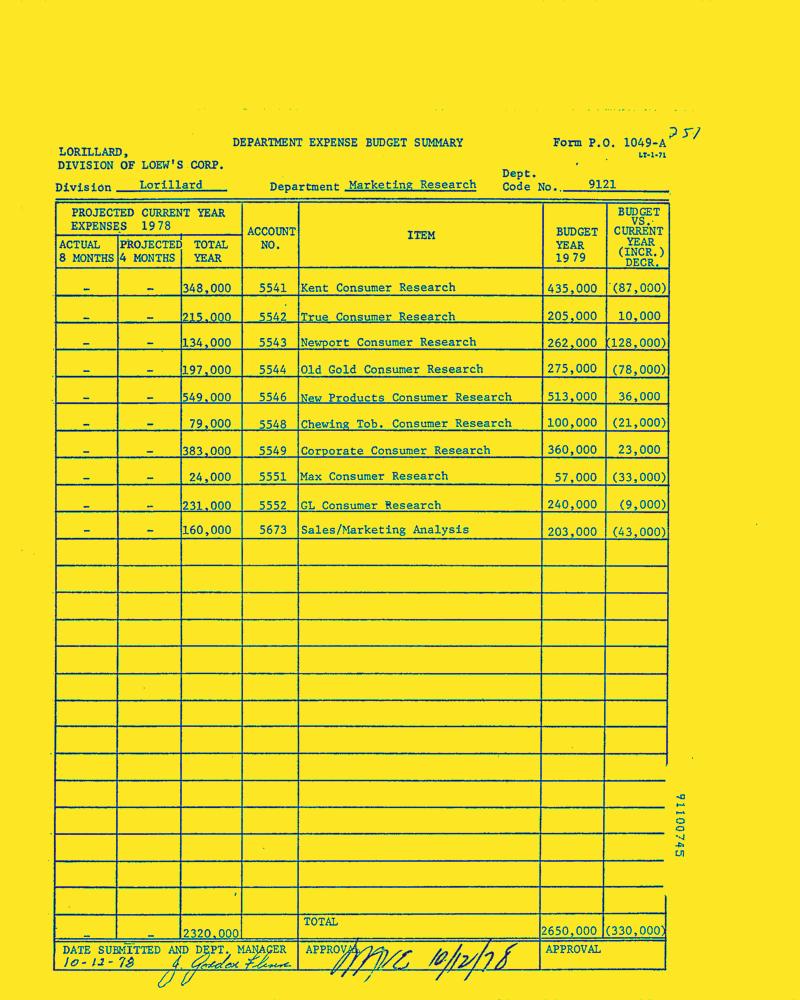 251
LORILLARD,
DIVISION OF LOEW'S CORP.
DEPARTMENT EXPENSE BUDGET SUMMARY
Form P.O. 1049-A
LT-1-71
Division Lorillard Department Marketing Research Dept. Code No. 9121
PROJECTED CURRENT YEAR EXPENSES 1978 ACCOUNT NO. ITEM BUDGET YEAR 1979 BUDGET VS. CURRENT YEAR (INCR.) DECR.
ACTUAL 8 MONTHS PROJECTED 4 MONTHS TOTAL YEAR
- - 348,000 5541 Kent Consumer Research 435,000 (87,000)
- - 215,000 5542 True Consumer Research 205,000 10,000
- - 134,000 5543 Newport Consumer Research 262,000 (128,000)
- - 197,000 5544 Old Gold Consumer Research 275,000 (78,000)
- - 549,000 5546 New Products Consumer Research 513,000 36,000
- - 79,000 5548 Chewing Tob. Consumer Research 100,000 (21,000)
- - 383,000 5549 Corporate Consumer Research 360,000 23,000
- - 24,000 5551 Max Consumer Research 57,000 (33,000)
- - 231,000 5552 GL Consumer Research 240,000 (9,000)
- - 160,000 5673 Sales/Marketing Analysis 203,000 (43,000)
91100745
- - 2320,000 TOTAL 2650,000 (330,000)
DATE SUBMITTED AND DEPT. MANAGER APPROVAL 10/12/78 APPROVAL
10-12-78